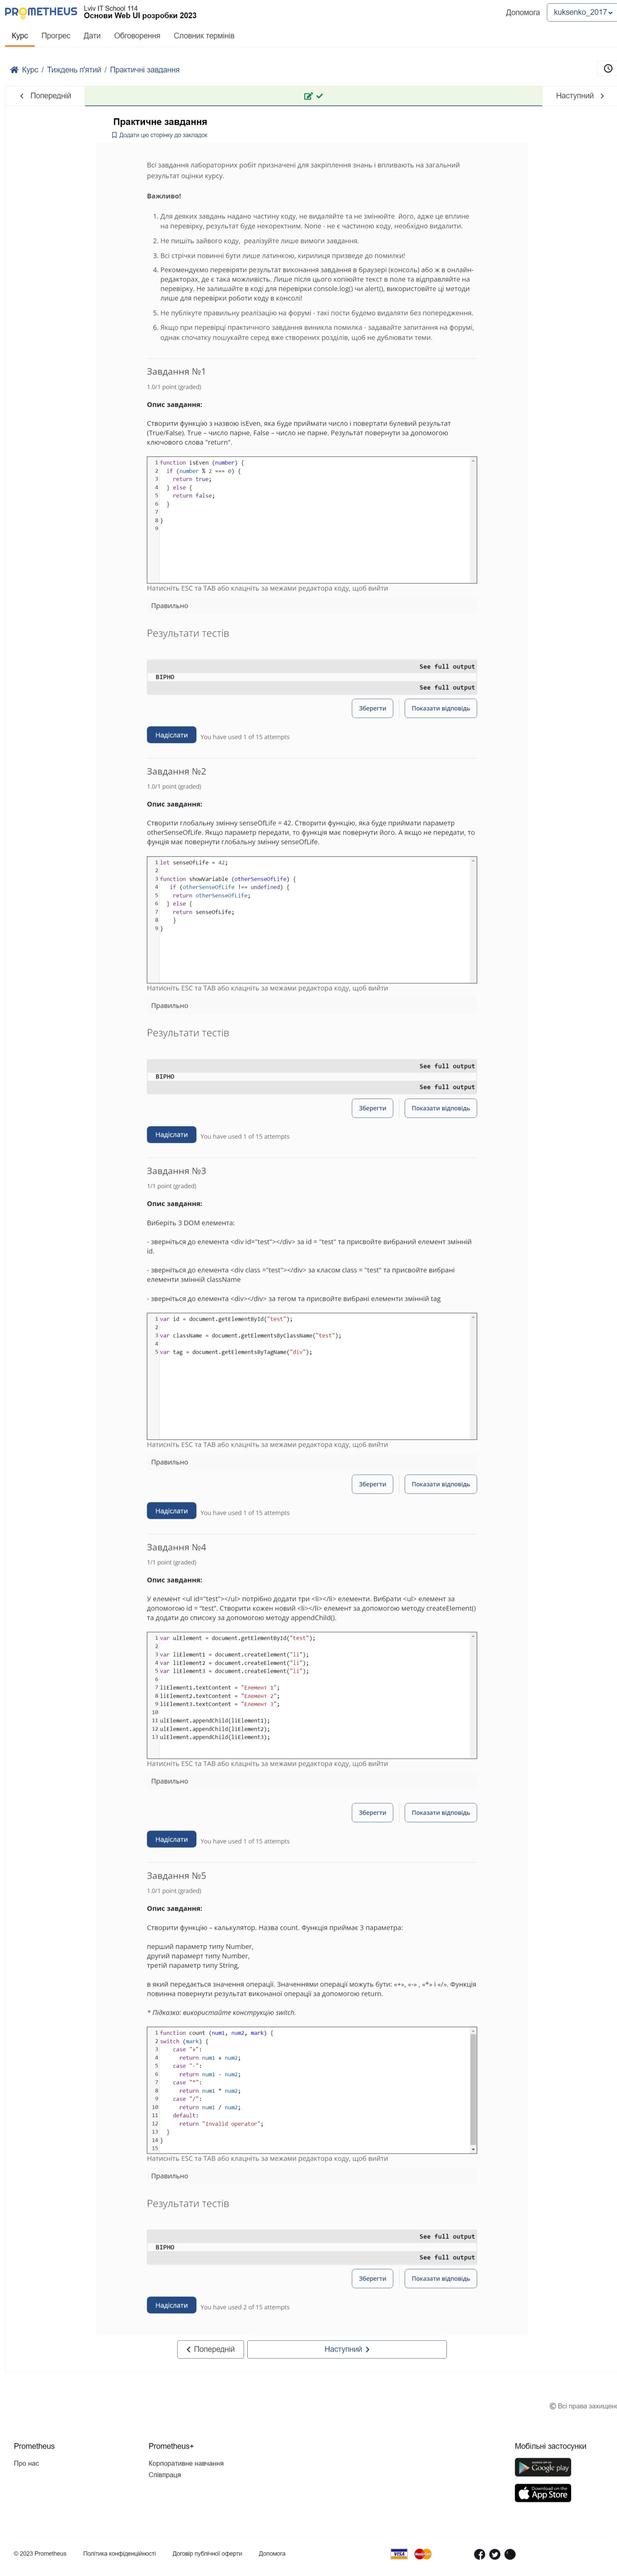 PROMETHEUS
Lviv IT School 114
Основи Web UI розробки 2023
Допомога
kuksenko_2017
Курс Прогрес Дати Обговорення Словник термінів
Курс / Тиждень п'ятий / Практичні завдання
Попередній
Наступний
Практичне завдання
Додати цю сторінку до закладок
Всі завдання лабораторних робіт призначені для закріплення знань і впливають на загальний
результат оцінки курсу.
Важливо!
1. Для деяких завдань надано частину коду, не видаляйте та не змінюйте його, адже це вплине
на перевірку, результат буде некоректним. None - не є частиною коду, необхідно видалити.
2. Не пишіть зайвого коду, реалізуйте лише вимоги завдання.
3. Всі стрічки повинні бути лише латинкою, кирилиця призведе до помилки!
4. Рекомендуємо перевіряти результат виконання завдання в браузері (консоль) або ж в онлайн-
редакторах, де є така можливість. Лише після цього копіюйте текст в поле та відправляйте на
перевірку. Не залишайте в коді для перевірки console.log() чи alert(), використовйте ці методи
лише для перевірки роботи коду в консолі!
5. Не публікуте правильну реалізацію на форумі - такі пости будемо видаляти без попередження.
6. Якщо при перевірці практичного завдання виникла помилка - задавайте запитання на форумі,
однак спочатку пошукайте серед вже створених розділів, щоб не дублювати теми.
Завдання №1
1.0/1 point (graded)
Опис завдання:
Створити функцію з назвою isEven, яка буде приймати число і повертати булевий результат
(True/False). True – число парне, False – число не парне. Результат повернути за допомогою
ключового слова "return".
1 function isEven (number) {
2 if (number % 2 === 0) {
3 return true;
4 } else {
5 return false;
6 }
7
8 }
9
Натисніть ESC та TAB або клацніть за межами редактора коду, щоб вийти
Правильно
Результати тестів
See full output
ВІРНО
See full output
Зберегти
Показати відповідь
Надіслати
You have used 1 of 15 attempts
Завдання №2
1.0/1 point (graded)
Опис завдання:
Створити глобальну змінну senseOfLife = 42. Створити функцію, яка буде приймати параметр
otherSenseOfLife. Якщо параметр передати, то функція має повернути його. А якщо не передати, то
фунція має повернути глобальну змінну senseOfLife.
1 let senseOfLife = 42;
2
3 function showVariable (otherSenseOfLife) {
4 if (otherSenseOfLife !== undefined) {
5 return otherSenseOfLife;
6 } else {
7 return senseOfLife;
8 }
9 }
Натисніть ESC та TAB або клацніть за межами редактора коду, щоб вийти
Правильно
Результати тестів
See full output
ВІРНО
See full output
Зберегти
Показати відповідь
Надіслати
You have used 1 of 15 attempts
Завдання №3
1/1 point (graded)
Опис завдання:
Виберіть 3 DOM елемента:
- зверніться до елемента <div id="test"></div> за id = "test" та присвойте вибраний елемент змінній
id.
- зверніться до елемента <div class ="test"></div> за класом class = "test" та присвойте вибрані
елементи змінній className
- зверніться до елемента <div></div> за тегом та присвойте вибрані елементи змінній tag
1 var id = document.getElementById("test");
2
3 var className = document.getElementsByClassName("test");
4
5 var tag = document.getElementsByTagName("div");
Натисніть ESC та TAB або клацніть за межами редактора коду, щоб вийти
Правильно
Зберегти
Показати відповідь
Надіслати
You have used 1 of 15 attempts
Завдання №4
1/1 point (graded)
Опис завдання:
У елемент <ul id="test"></ul> потрібно додати три <li></li> елементи. Вибрати <ul> елемент за
допомогою id = "test". Створити кожен новий <li></li> елемент за допомогою методу createElement()
та додати до списоку за допомогою методу appendChild().
1 var ulElement = document.getElementById("test");
2
3 var liElement1 = document.createElement("li");
4 var liElement2 = document.createElement("li");
5 var liElement3 = document.createElement("li");
6
7 liElement1.textContent = "Елемент 1";
8 liElement2.textContent = "Елемент 2";
9 liElement3.textContent = "Елемент 3";
10
11 ulElement.appendChild(liElement1);
12 ulElement.appendChild(liElement2);
13 ulElement.appendChild(liElement3);
Натисніть ESC та TAB або клацніть за межами редактора коду, щоб вийти
Правильно
Зберегти
Показати відповідь
Надіслати
You have used 1 of 15 attempts
Завдання №5
1.0/1 point (graded)
Опис завдання:
Створити функцію – калькулятор. Назва count. Функція приймає 3 параметра:
перший параметр типу Number,
другий парамерт типу Number,
третій параметр типу String,
в який передається значення операції. Значеннями операції можуть бути: «+», «-» , «*» і «/». Функція
повинна повернути результат виконаної операції за допомогою return.
* Підказка: використайте конструкцію switch.
1 function count (num1, num2, mark) {
2 switch (mark) {
3 case "+":
4 return num1 + num2;
5 case "-":
6 return num1 - num2;
7 case "*":
8 return num1 * num2;
9 case "/":
10 return num1 / num2;
11 default:
12 return "Invalid operator";
13 }
14 }
15
Натисніть ESC та TAB або клацніть за межами редактора коду, щоб вийти
Правильно
Результати тестів
See full output
ВІРНО
See full output
Зберегти
Показати відповідь
Надіслати
You have used 2 of 15 attempts
Попередній
Наступний
© Всі права захищено
Prometheus
Prometheus+
Мобільні застосунки
Про нас
Корпоративне навчання
Співпраця
Google play
Download on the
App Store
© 2023 Prometheus
Політика конфіденційності
Договір публічної оферти
Допомога
VISA